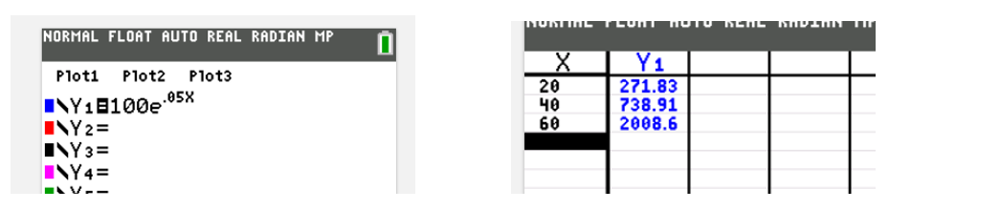 NORMAL FLOAT AUTO REAL RADIAN MP
Plot1 Plot2 Plot3
\Y₁=100e^.05X
\Y₂=
\Y₃=
\Y₄=
\Y₅=
NORMAL FLOAT AUTO REAL RADIAN MP
X Y₁
20 271.83
40 738.91
60 2008.6